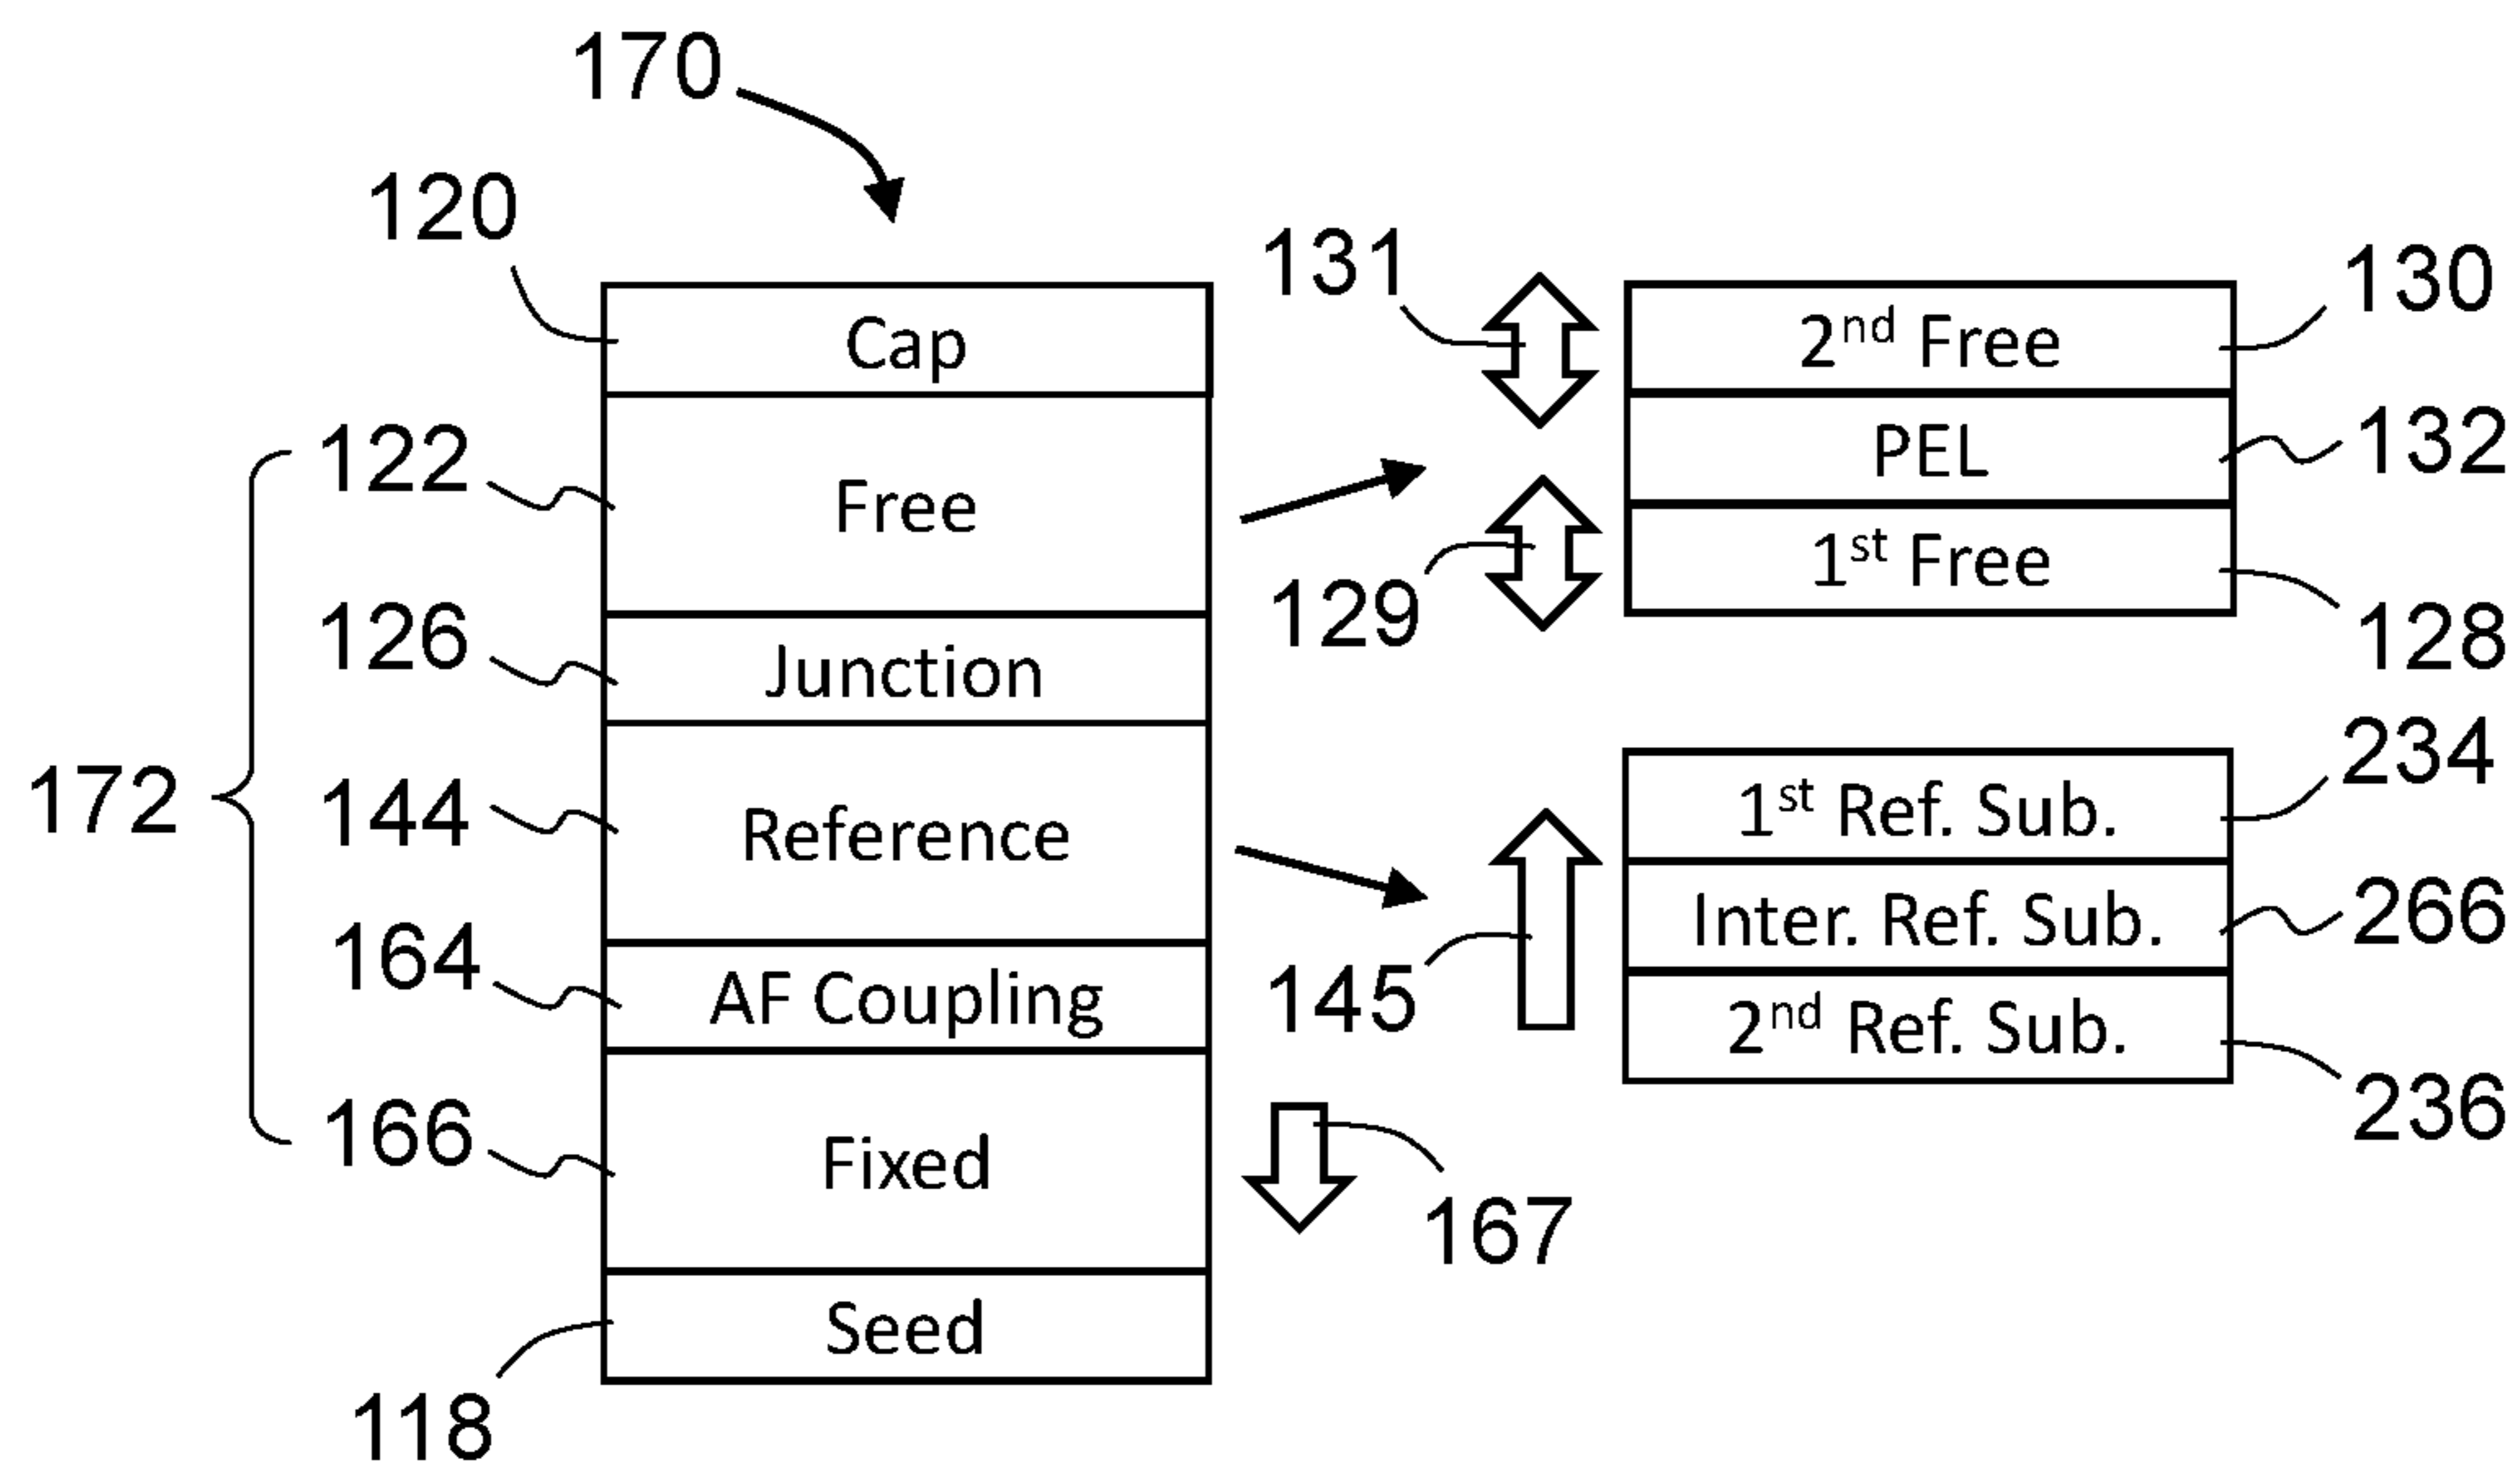 170
120
Cap
131
2nd Free
130
122
Free
PEL
132
129
1st Free
128
126
Junction
172
144
Reference
1st Ref. Sub.
234
Inter. Ref. Sub.
266
164
AF Coupling
145
2nd Ref. Sub.
236
166
Fixed
167
Seed
118